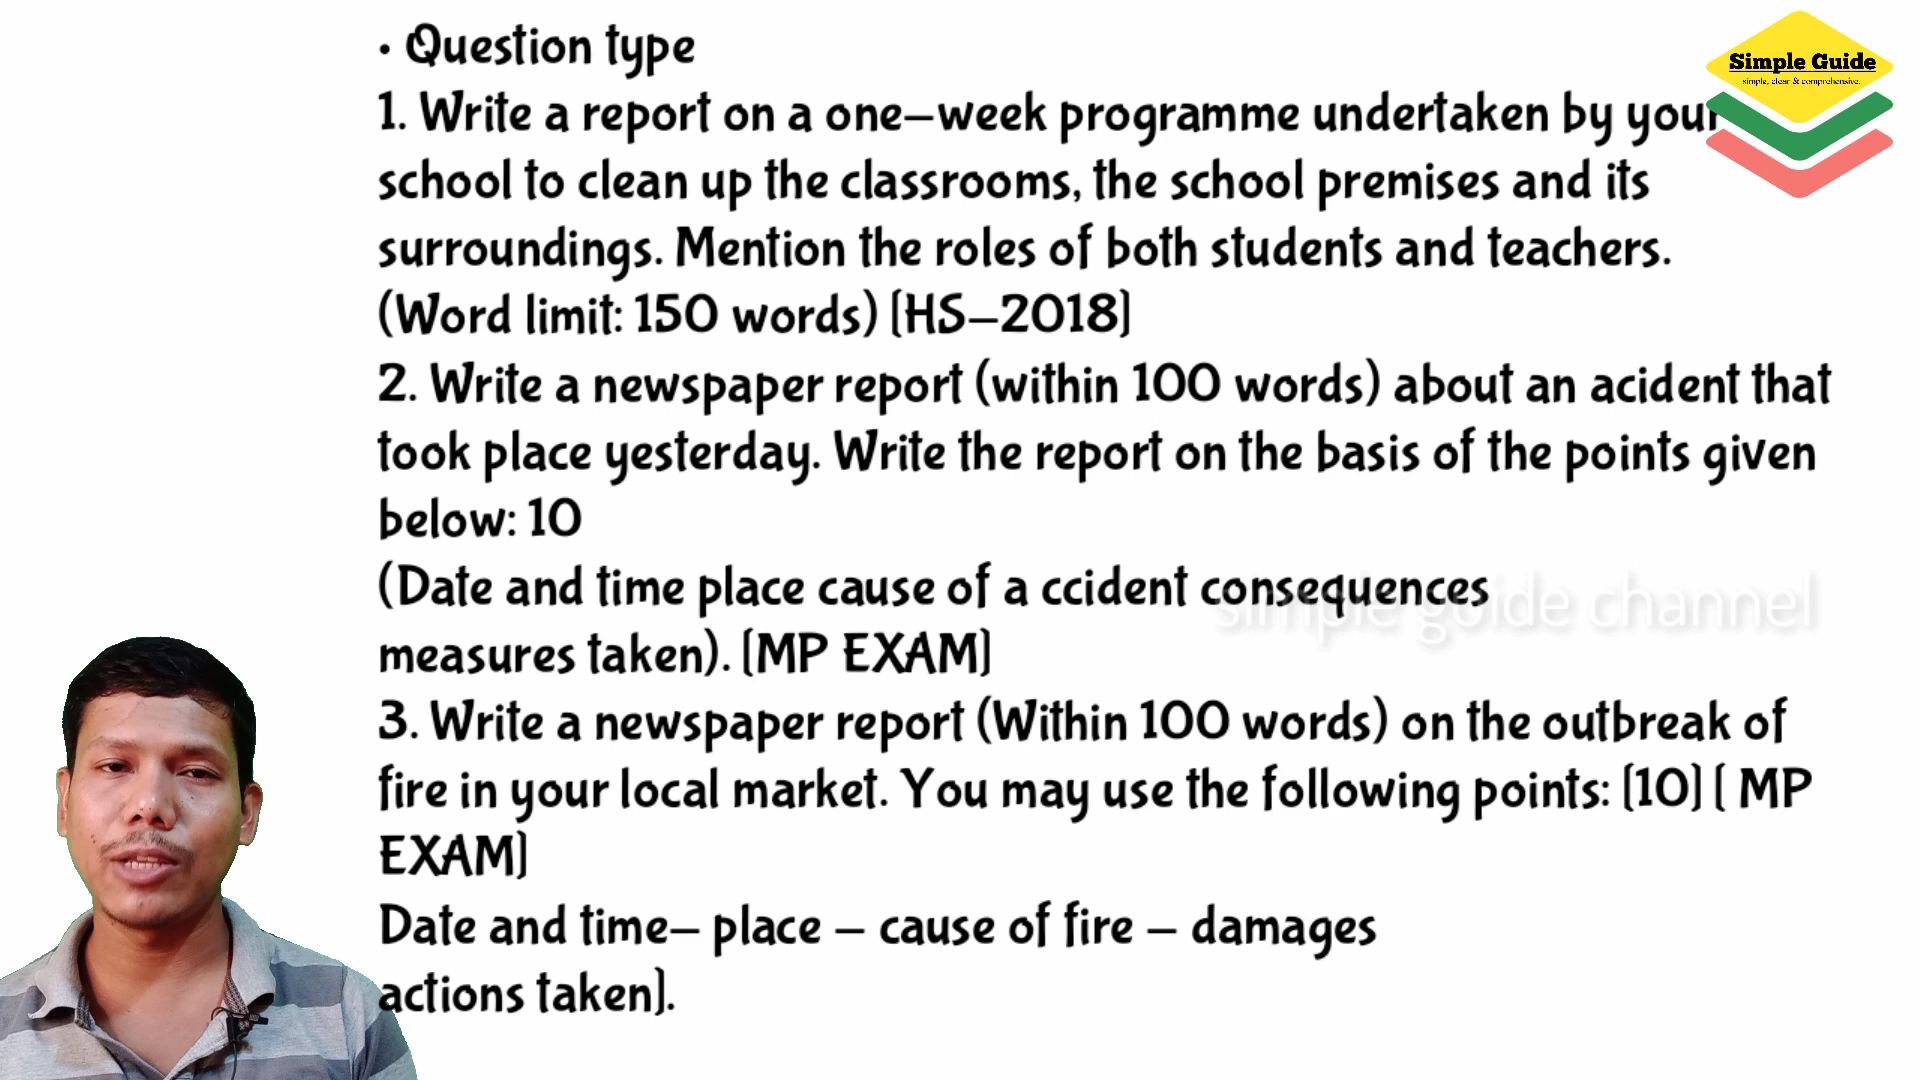 • Question type
1. Write a report on a one–week programme undertaken by your
school to clean up the classrooms, the school premises and its
surroundings. Mention the roles of both students and teachers.
(Word limit: 150 words) [HS–2018]
2. Write a newspaper report (within 100 words) about an acident that
took place yesterday. Write the report on the basis of the points given
below: 10
(Date and time place cause of a ccident consequences
measures taken). [MP EXAM]
3. Write a newspaper report (Within 100 words) on the outbreak of
fire in your local market. You may use the following points: [10] [ MP
EXAM]
Date and time– place – cause of fire – damages
actions taken].
Simple Guide
simple, clear & comprehensive.
simple guide channel